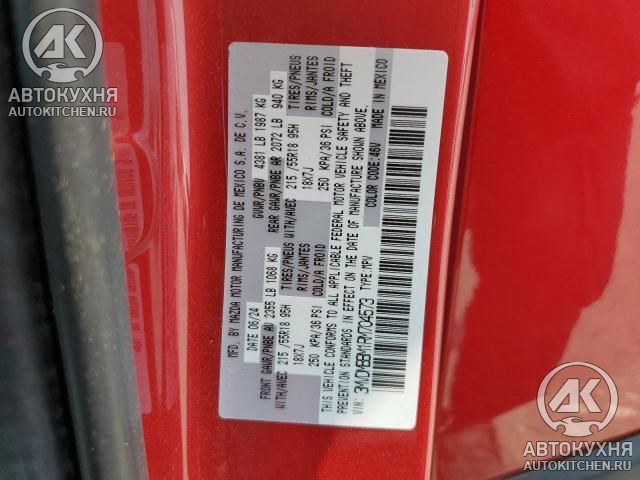 MFD. BY MAZDA MOTOR MANUFACTURING DE MEXICO S.A. DE C.V.
DATE 06/24 GVWR/PNBV 4381 LB 1987 KG
FRONT GAWR/PNBE AV 2355 LB 1068 KG REAR GAWR/PNBE AR 2072 LB 940 KG
WITH/AVEC 215/55R18 95H TIRES/PNEUS WITH/AVEC 215/55R18 95H TIRES/PNEUS
18X7J RIMS/JANTES 18X7J RIMS/JANTES
250 KPA/36 PSI COLD/A FROID 250 KPA/36 PSI COLD/A FROID
THIS VEHICLE CONFORMS TO ALL APPLICABLE FEDERAL MOTOR VEHICLE SAFETY AND THEFT
PREVENTION STANDARDS IN EFFECT ON THE DATE OF MANUFACTURE SHOWN ABOVE.
VIN: 3MVDMBBM1RM704573 TYPE:MPV COLOR CODE:46V MADE IN MEXICO
АК
АВТОКУХНЯ
AUTOKITCHEN.RU
АК
АВТОКУХНЯ
AUTOKITCHEN.RU